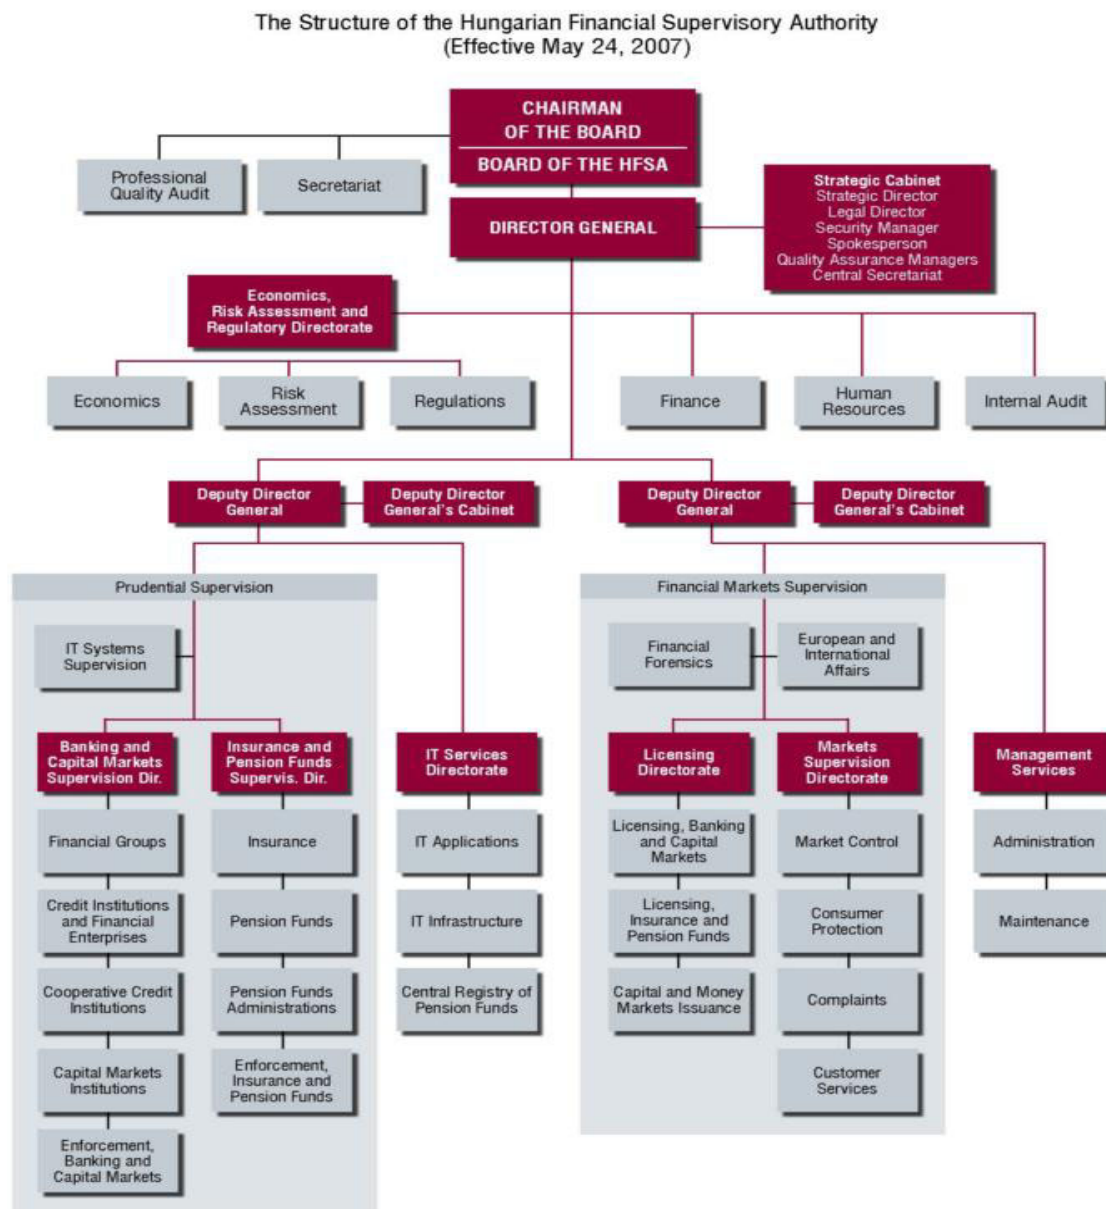 The Structure of the Hungarian Financial Supervisory Authority
(Effective May 24, 2007)
CHAIRMAN
OF THE BOARD
BOARD OF THE HFSA
Professional
Quality Audit
Secretariat
DIRECTOR GENERAL
Strategic Cabinet
Strategic Director
Legal Director
Security Manager
Spokesperson
Quality Assurance Managers
Central Secretariat
Economics,
Risk Assessment and
Regulatory Directorate
Economics
Risk
Assessment
Regulations
Finance
Human
Resources
Internal Audit
Deputy Director
General
Deputy Director
General's Cabinet
Deputy Director
General
Deputy Director
General's Cabinet
Prudential Supervision
IT Systems
Supervision
Banking and
Capital Markets
Supervision Dir.
Financial Groups
Credit Institutions
and Financial
Enterprises
Cooperative Credit
Institutions
Capital Markets
Institutions
Enforcement,
Banking and
Capital Markets
Insurance and
Pension Funds
Supervis. Dir.
Insurance
Pension Funds
Pension Funds
Administrations
Enforcement,
Insurance and
Pension Funds
IT Services
Directorate
IT Applications
IT Infrastructure
Central Registry of
Pension Funds
Financial Markets Supervision
Financial
Forensics
European and
International
Affairs
Licensing
Directorate
Licensing, Banking
and Capital
Markets
Licensing,
Insurance and
Pension Funds
Capital and Money
Markets Issuance
Markets
Supervision
Directorate
Market Control
Consumer
Protection
Complaints
Customer
Services
Management
Services
Administration
Maintenance